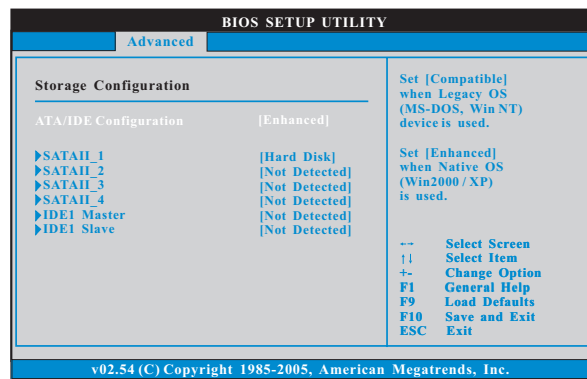 BIOS SETUP UTILITY
Advanced
Storage Configuration
ATA/IDE Configuration [Enhanced]
SATAII_1 [Hard Disk]
SATAII_2 [Not Detected]
SATAII_3 [Not Detected]
SATAII_4 [Not Detected]
IDE1 Master [Not Detected]
IDE1 Slave [Not Detected]
Set [Compatible]
when Legacy OS
(MS-DOS, Win NT)
device is used.
Set [Enhanced]
when Native OS
(Win2000 / XP)
is used.
←→ Select Screen
↑↓ Select Item
+- Change Option
F1 General Help
F9 Load Defaults
F10 Save and Exit
ESC Exit
v02.54 (C) Copyright 1985-2005, American Megatrends, Inc.